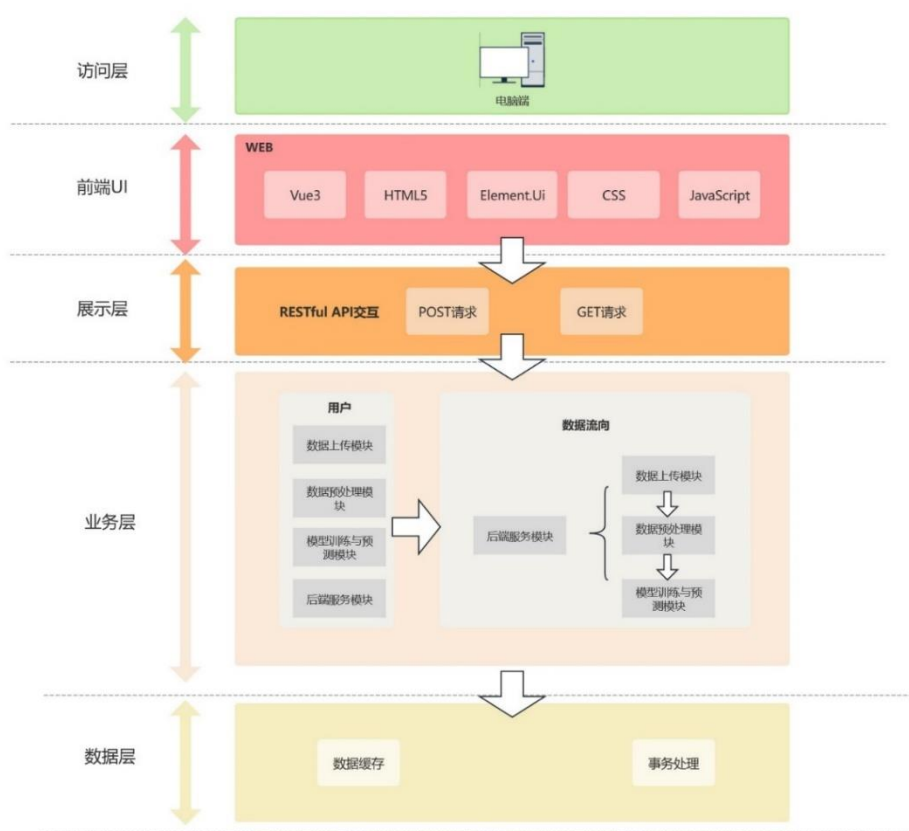 访问层
电脑端
前端UI
WEB
Vue3
HTML5
Element.Ui
CSS
JavaScript
展示层
RESTful API交互
POST请求
GET请求
业务层
用户
数据上传模块
数据预处理模
块
模型训练与预
测模块
后端服务模块
数据流向
后端服务模块
数据上传模块
数据预处理模
块
模型训练与预
测模块
数据层
数据缓存
事务处理